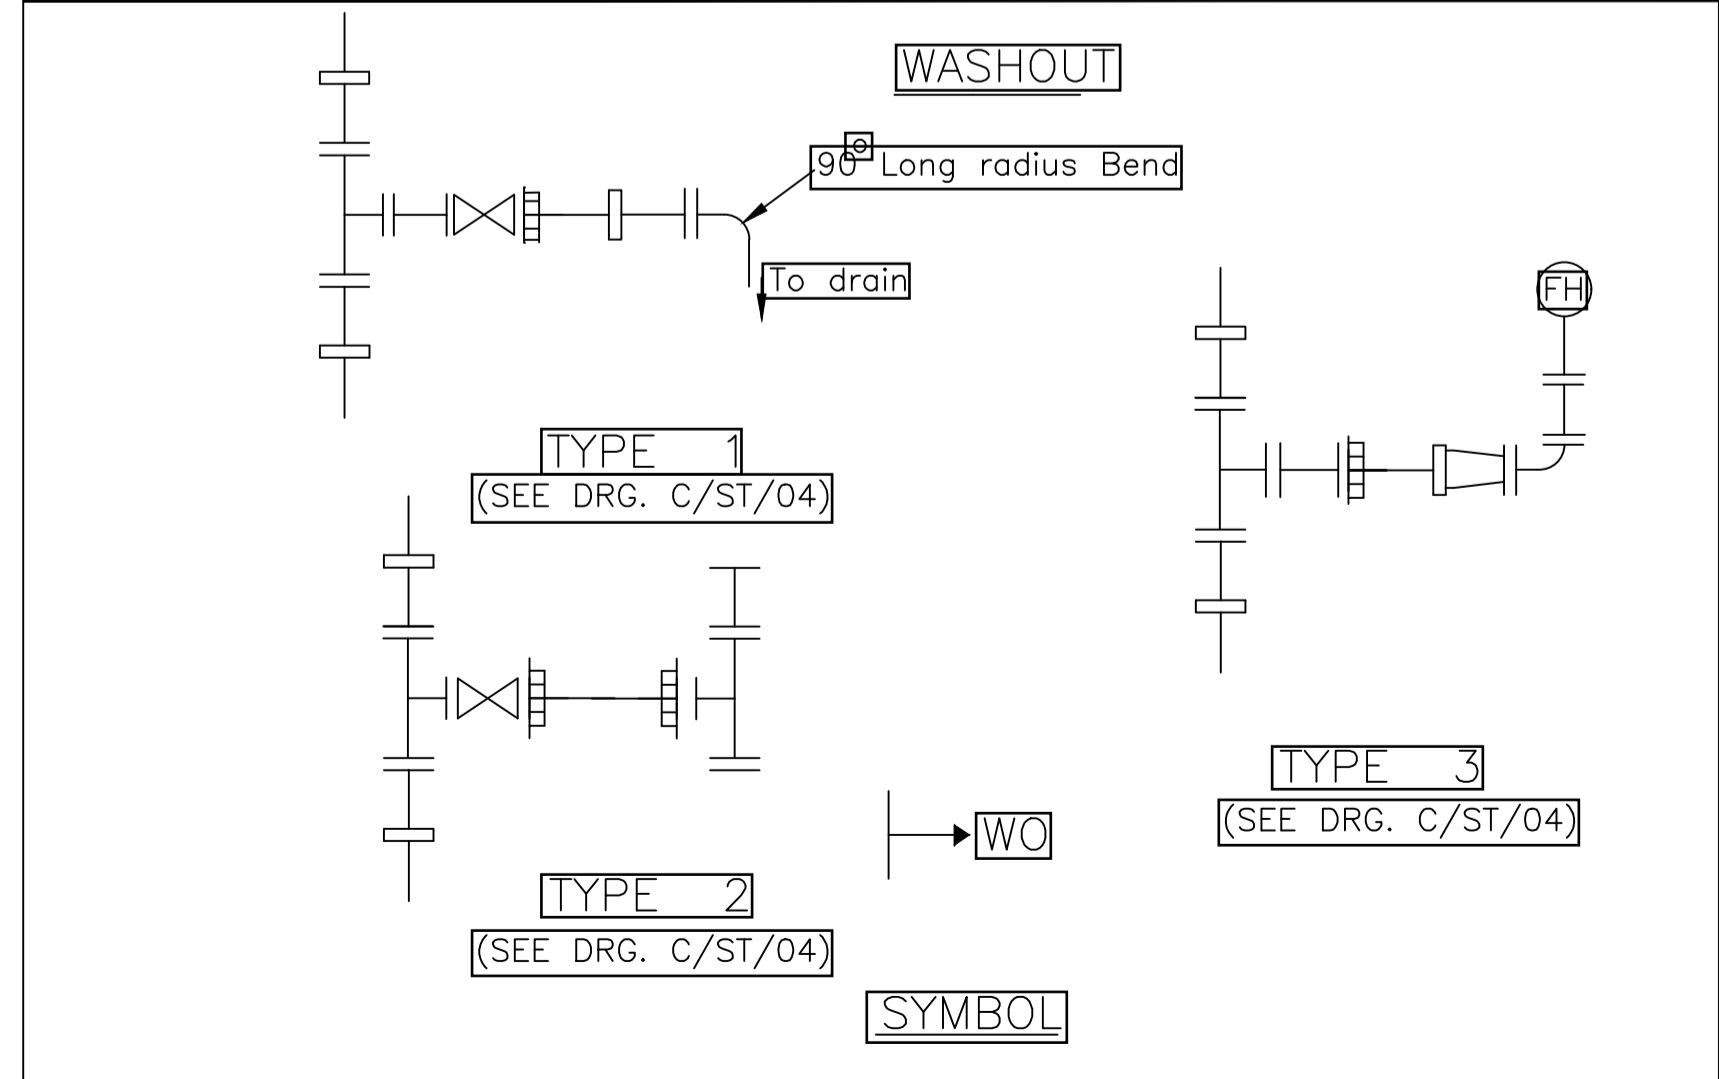 WASHOUT
90° Long radius Bend
To drain
FH
TYPE 1
(SEE DRG. C/ST/04)
TYPE 3
(SEE DRG. C/ST/04)
WO
TYPE 2
(SEE DRG. C/ST/04)
SYMBOL